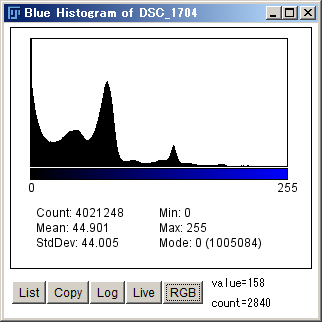 Blue Histogram of DSC_1704
0 255
Count: 4021248 Min: 0
Mean: 44.901 Max: 255
StdDev: 44.005 Mode: 0 (1005084)
List Copy Log Live RGB
value=158
count=2840